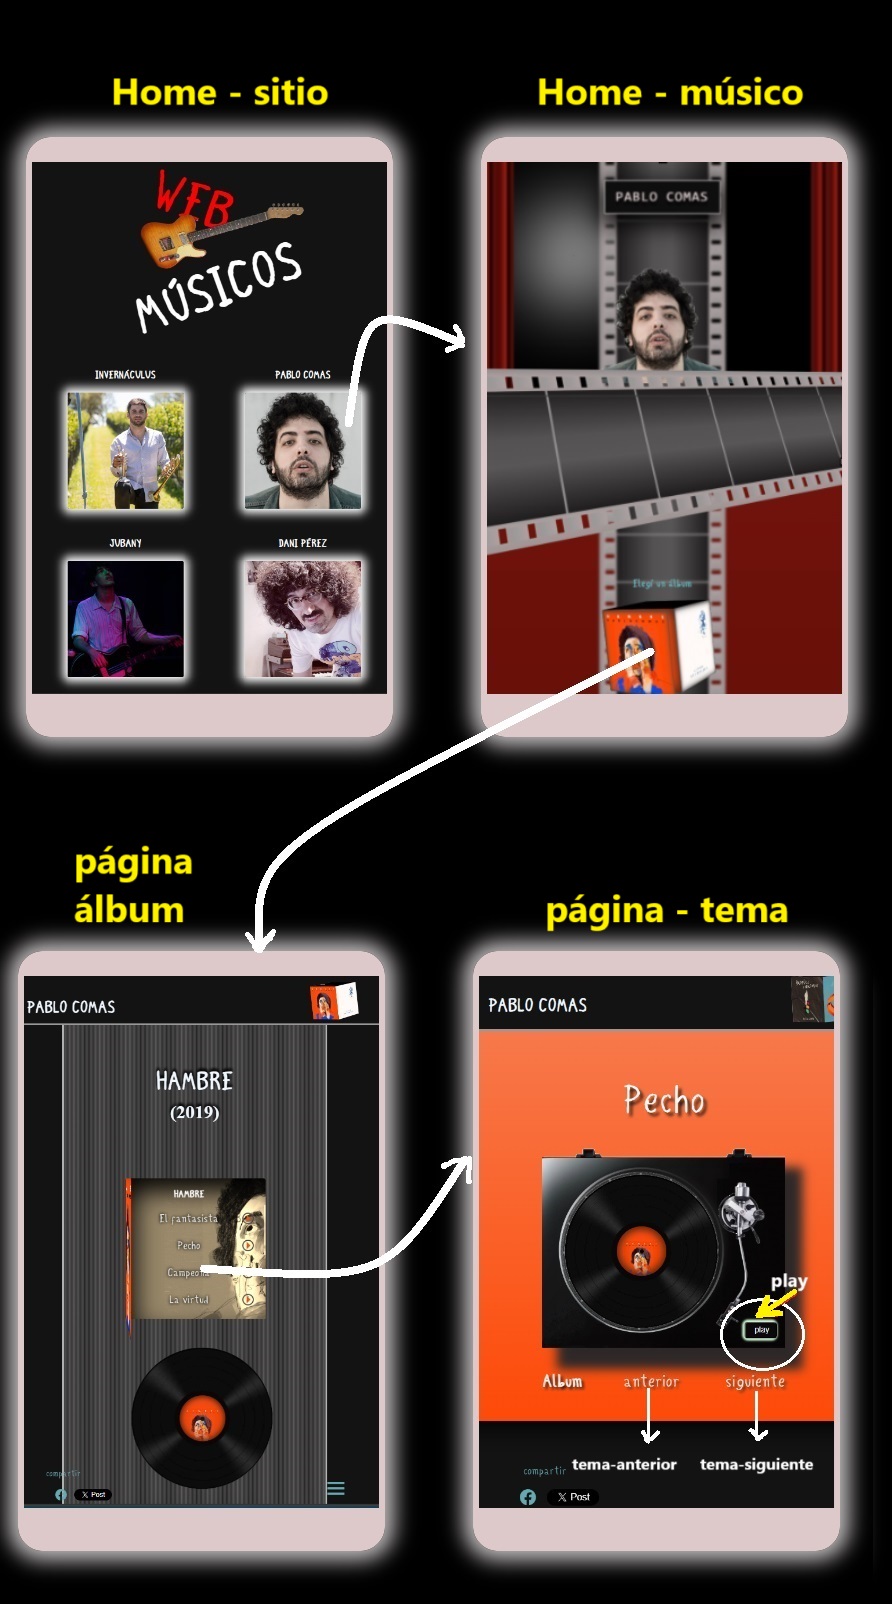 Home - sitio
Home - músico
WEB
MÚSICOS
INVERNÁCULUS
PABLO COMAS
JUBANY
DANI PÉREZ
PABLO COMAS
Elegí un álbum
página
álbum
página - tema
PABLO COMAS
HAMBRE
(2019)
HAMBRE
El fantasista
Pecho
Campeona
La virtud
compartir
Post
PABLO COMAS
Pecho
play
play
Album
anterior
siguiente
tema-anterior
tema-siguiente
compartir
Post